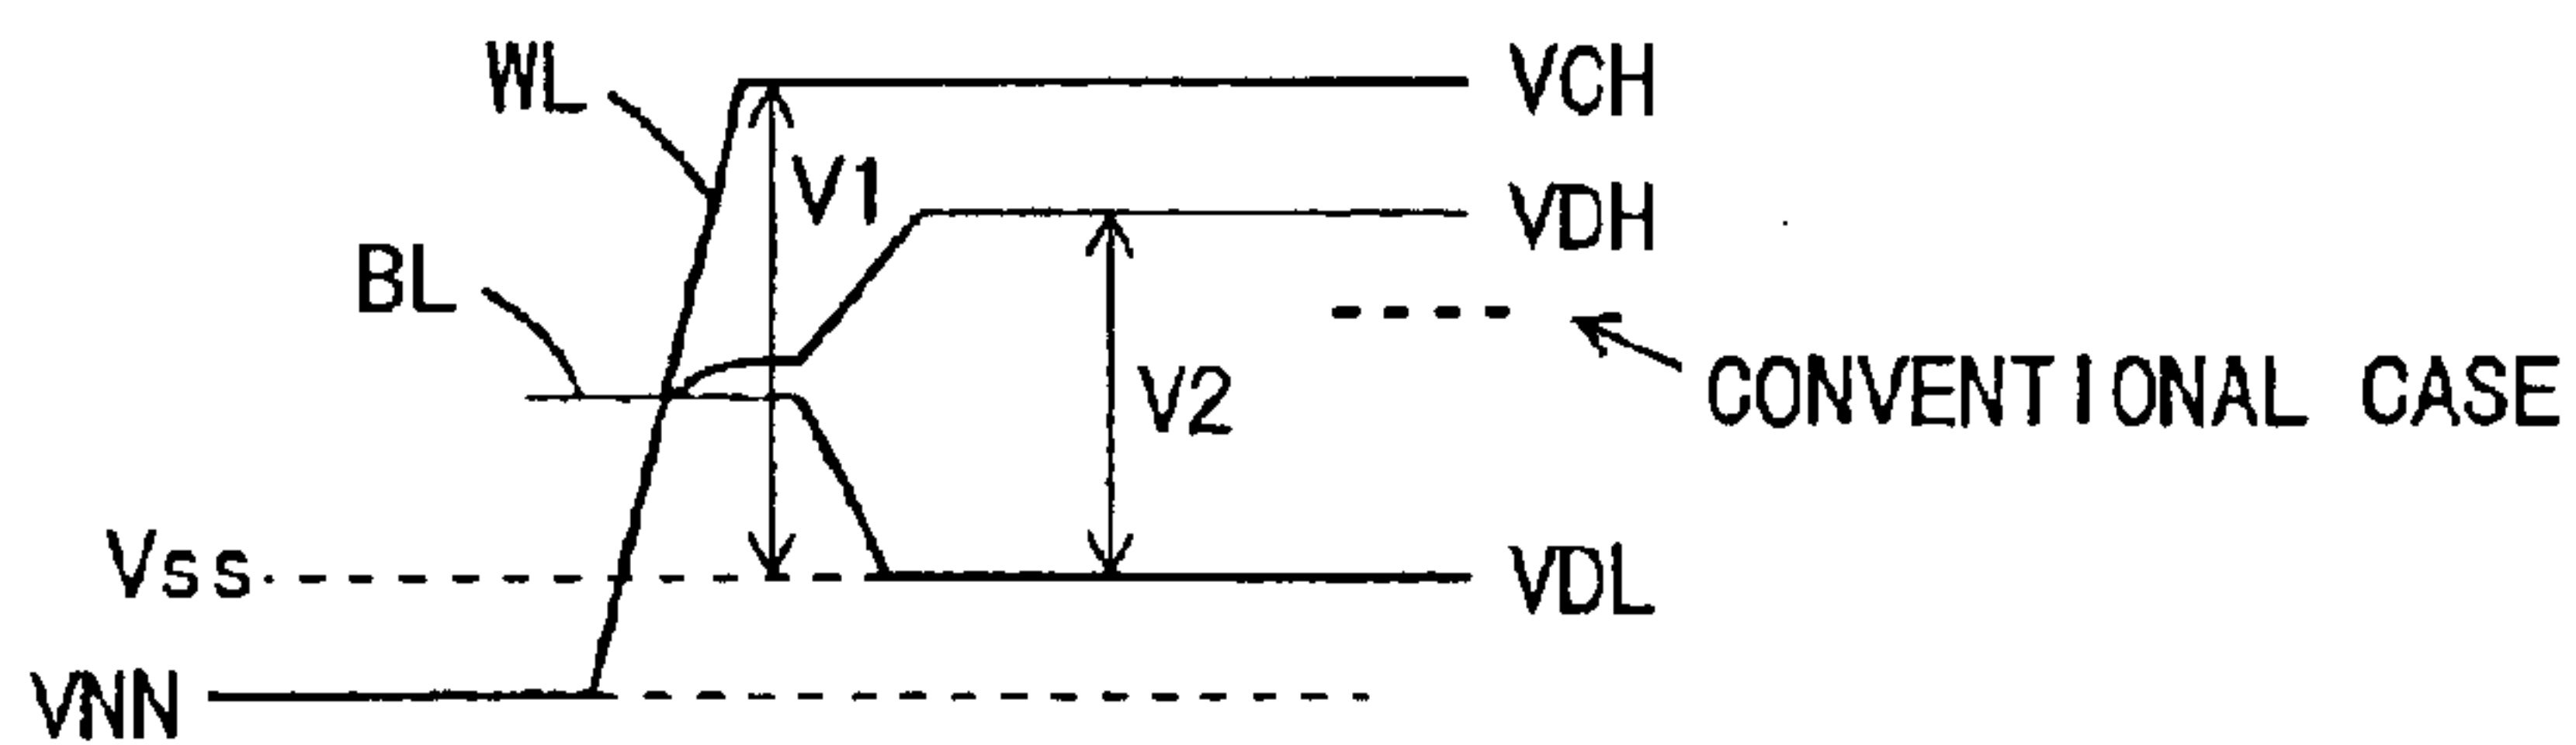 WL
VCH
V1
VDH
BL
CONVENTIONAL CASE
V2
Vss
VDL
VNN